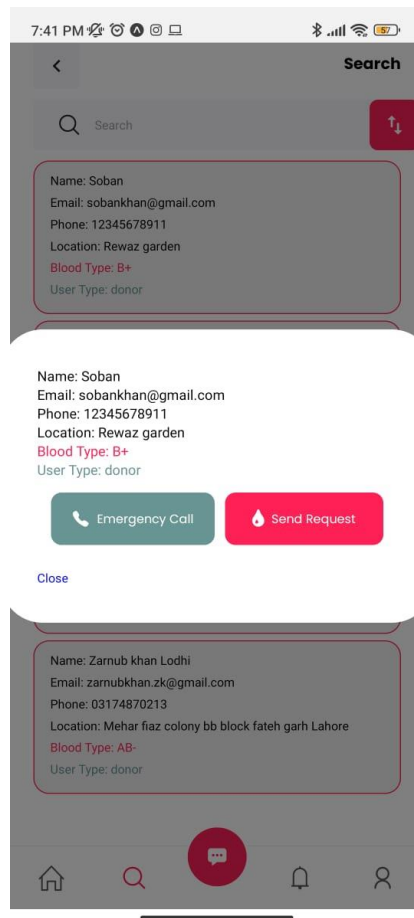 7:41 PM
57
Search
Search
Name: Soban
Email: sobankhan@gmail.com
Phone: 12345678911
Location: Rewaz garden
Blood Type: B+
User Type: donor
Name: Soban
Email: sobankhan@gmail.com
Phone: 12345678911
Location: Rewaz garden
Blood Type: B+
User Type: donor
Emergency Call
Send Request
Close
Name: Zarnub khan Lodhi
Email: zarnubkhan.zk@gmail.com
Phone: 03174870213
Location: Mehar fiaz colony bb block fateh garh Lahore
Blood Type: AB-
User Type: donor